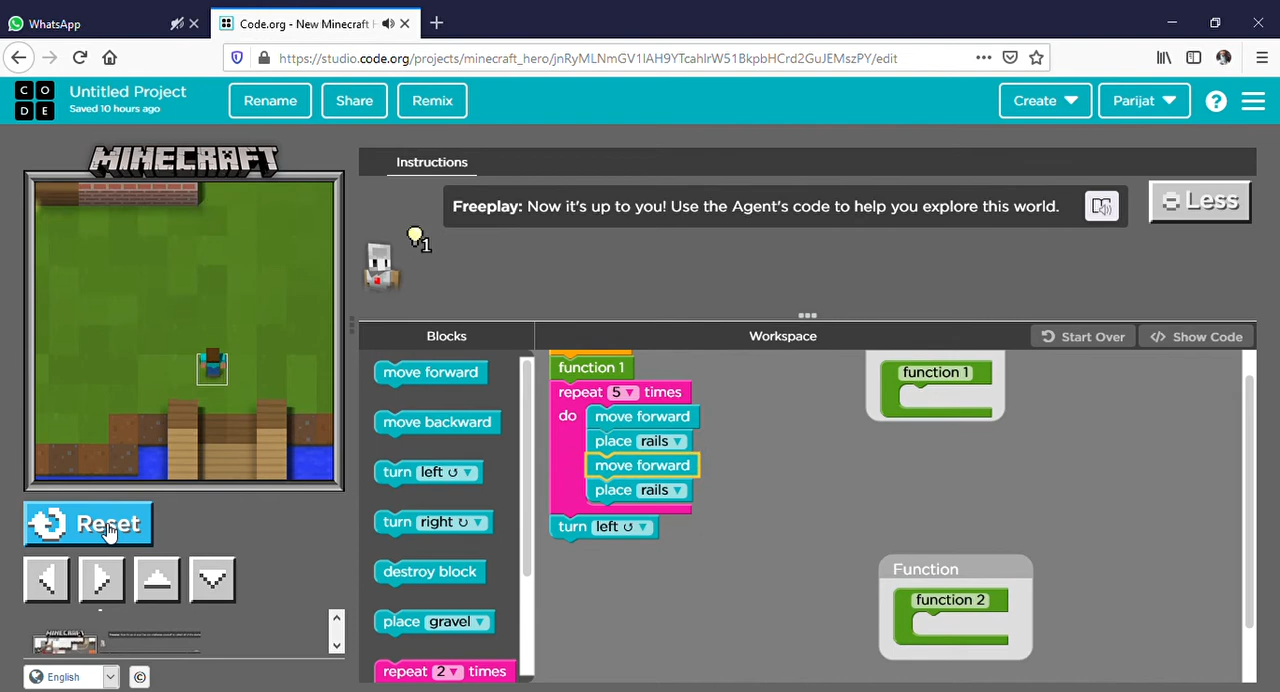 WhatsApp
Code.org - New Minecraft H
https://studio.code.org/projects/minecraft_hero/jnRyMLNmGV1lAH9YTcahlrW51BkpbHCrd2GuJEMszPY/edit
C O D E
Untitled Project
Saved 10 hours ago
Rename
Share
Remix
Create
Parijat
?
MINECRAFT
Instructions
Freeplay: Now it's up to you! Use the Agent's code to help you explore this world.
Less
1
Blocks
Workspace
Start Over
Show Code
move forward
move backward
turn left
turn right
destroy block
place gravel
repeat 2 times
function 1
repeat 5 times
do
move forward
place rails
move forward
place rails
turn left
function 1
Function
function 2
Reset
MINECRAFT
English
©